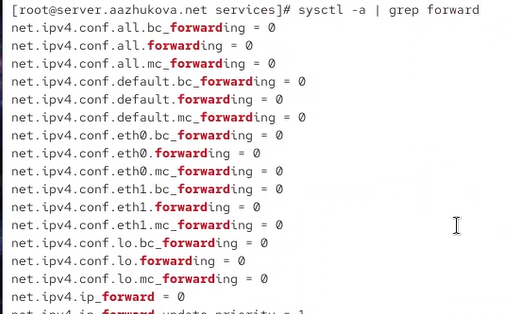 [root@server.aazhukova.net services]# sysctl -a | grep forward
net.ipv4.conf.all.bc_forwarding = 0
net.ipv4.conf.all.forwarding = 0
net.ipv4.conf.all.mc_forwarding = 0
net.ipv4.conf.default.bc_forwarding = 0
net.ipv4.conf.default.forwarding = 0
net.ipv4.conf.default.mc_forwarding = 0
net.ipv4.conf.eth0.bc_forwarding = 0
net.ipv4.conf.eth0.forwarding = 0
net.ipv4.conf.eth0.mc_forwarding = 0
net.ipv4.conf.eth1.bc_forwarding = 0
net.ipv4.conf.eth1.forwarding = 0
net.ipv4.conf.eth1.mc_forwarding = 0
net.ipv4.conf.lo.bc_forwarding = 0
net.ipv4.conf.lo.forwarding = 0
net.ipv4.conf.lo.mc_forwarding = 0
net.ipv4.ip_forward = 0
net.ipv4.ip_forward_update_priority = 1